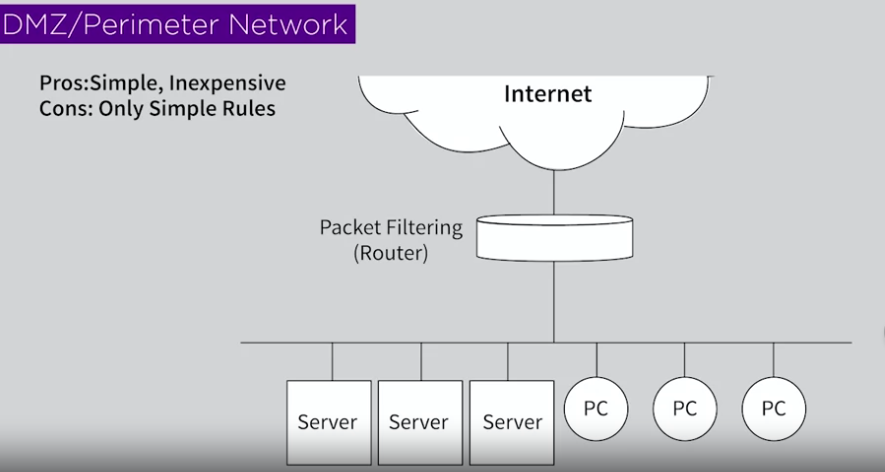 DMZ/Perimeter Network
Pros:Simple, Inexpensive
Cons: Only Simple Rules
Internet
Packet Filtering
(Router)
Server
Server
Server
PC
PC
PC